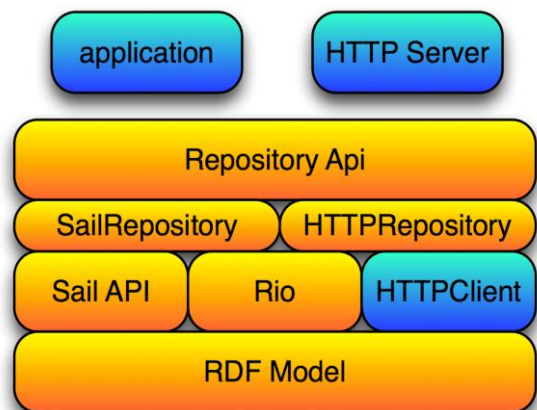 application HTTP Server
Repository Api
SailRepository HTTPRepository
Sail API Rio HTTPClient
RDF Model